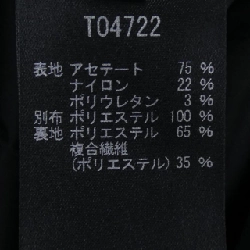 T04722
表地 アセテート 75 %
ナイロン 22 %
ポリウレタン 3 %
別布 ポリエステル 100 %
裏地 ポリエステル 65 %
複合繊維
(ポリエステル) 35 %